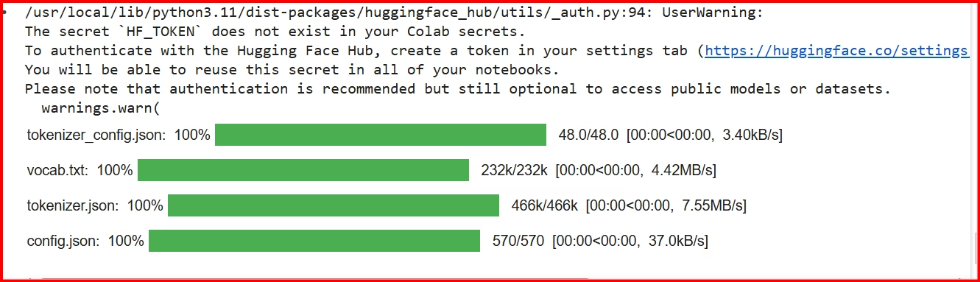 /usr/local/lib/python3.11/dist-packages/huggingface_hub/utils/_auth.py:94: UserWarning:
The secret `HF_TOKEN` does not exist in your Colab secrets.
To authenticate with the Hugging Face Hub, create a token in your settings tab (https://huggingface.co/settings
You will be able to reuse this secret in all of your notebooks.
Please note that authentication is recommended but still optional to access public models or datasets.
warnings.warn(
tokenizer_config.json: 100% 48.0/48.0 [00:00<00:00, 3.40kB/s]
vocab.txt: 100% 232k/232k [00:00<00:00, 4.42MB/s]
tokenizer.json: 100% 466k/466k [00:00<00:00, 7.55MB/s]
config.json: 100% 570/570 [00:00<00:00, 37.0kB/s]